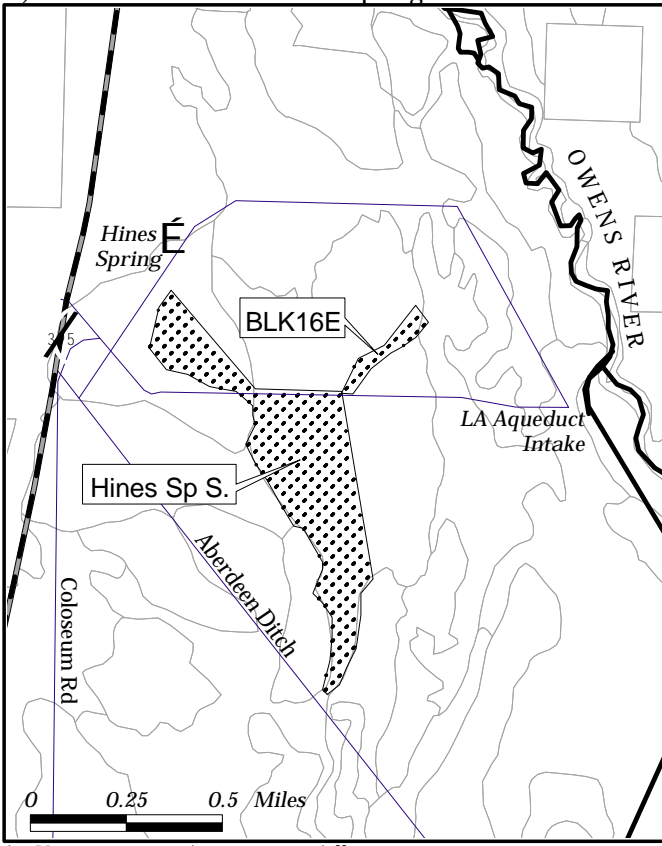 OWENS RIVER
Hines É
Spring
BLK16E
395
LA Aqueduct
Intake
Hines Sp S.
Aberdeen Ditch
Coloseum Rd
0 0.25 0.5 Miles